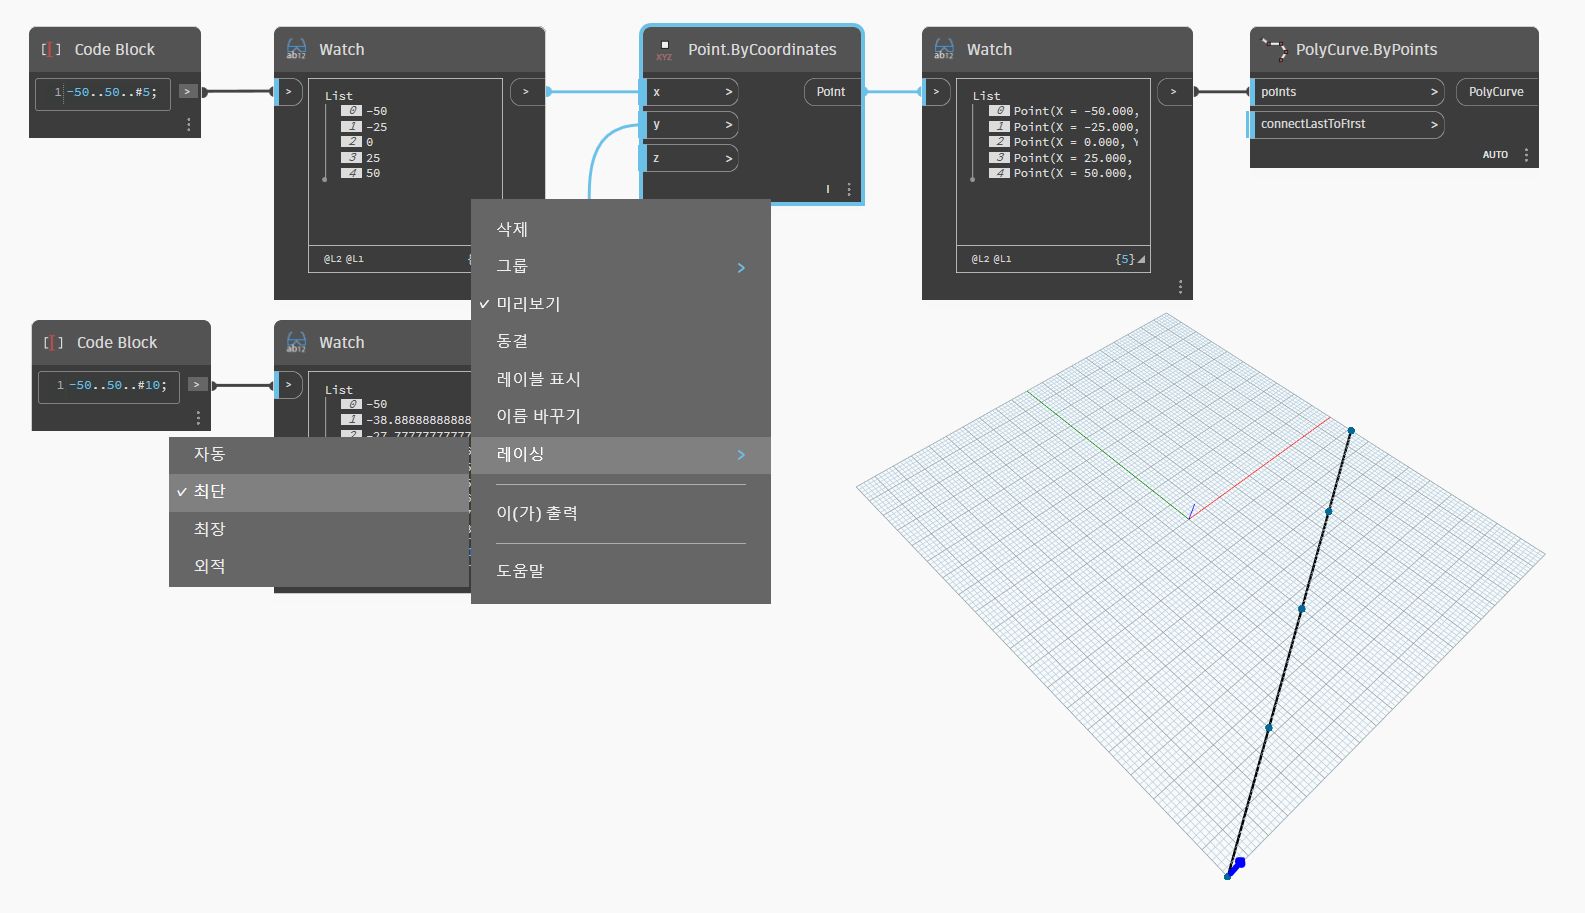 Code Block
1 -50..50..#5;
>
Watch
>
List
0 -50
1 -25
2 0
3 25
4 50
@L2 @L1
>
Point.ByCoordinates
XYZ
x >
y >
z >
Point
I
Watch
>
List
0 Point(X = -50.000,
1 Point(X = -25.000,
2 Point(X = 0.000, Y
3 Point(X = 25.000,
4 Point(X = 50.000,
@L2 @L1
{5}
>
PolyCurve.ByPoints
points >
connectLastToFirst >
PolyCurve
AUTO
Code Block
1 -50..50..#10;
>
Watch
>
List
0 -50
1 -38.88888888888
2 -27.77777777777
삭제
그룹 >
✓ 미리보기
동결
레이블 표시
이름 바꾸기
레이싱 >
이(가) 출력
도움말
자동
✓ 최단
최장
외적